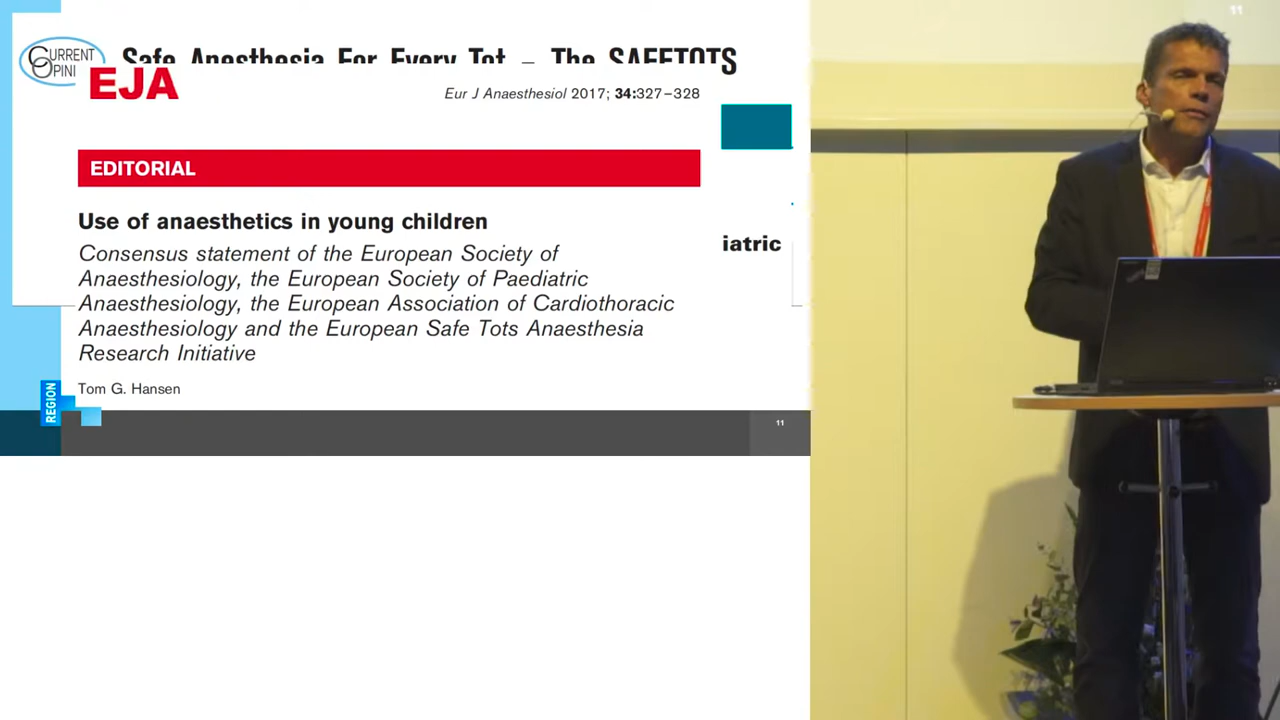 11
CURRENT
OPINI
Safe Anesthesia For Every Tot – The SAFETOTS
EJA
Eur J Anaesthesiol 2017; 34:327–328
EDITORIAL
Use of anaesthetics in young children
Consensus statement of the European Society of
Anaesthesiology, the European Society of Paediatric
Anaesthesiology, the European Association of Cardiothoracic
Anaesthesiology and the European Safe Tots Anaesthesia
Research Initiative
iatric
Tom G. Hansen
REGION
11